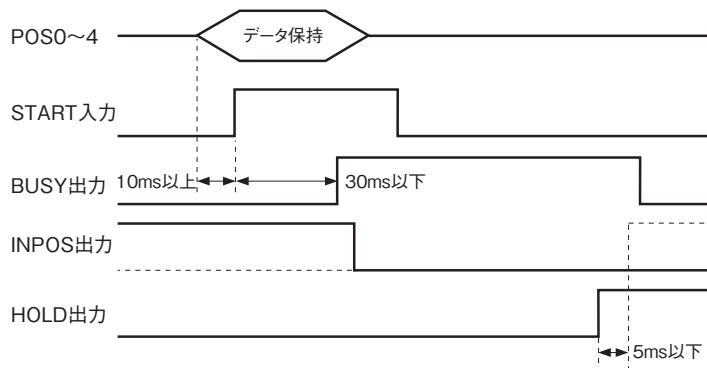 POS0〜4
データ保持
START入力
BUSY出力
10ms以上
30ms以下
INPOS出力
HOLD出力
5ms以下